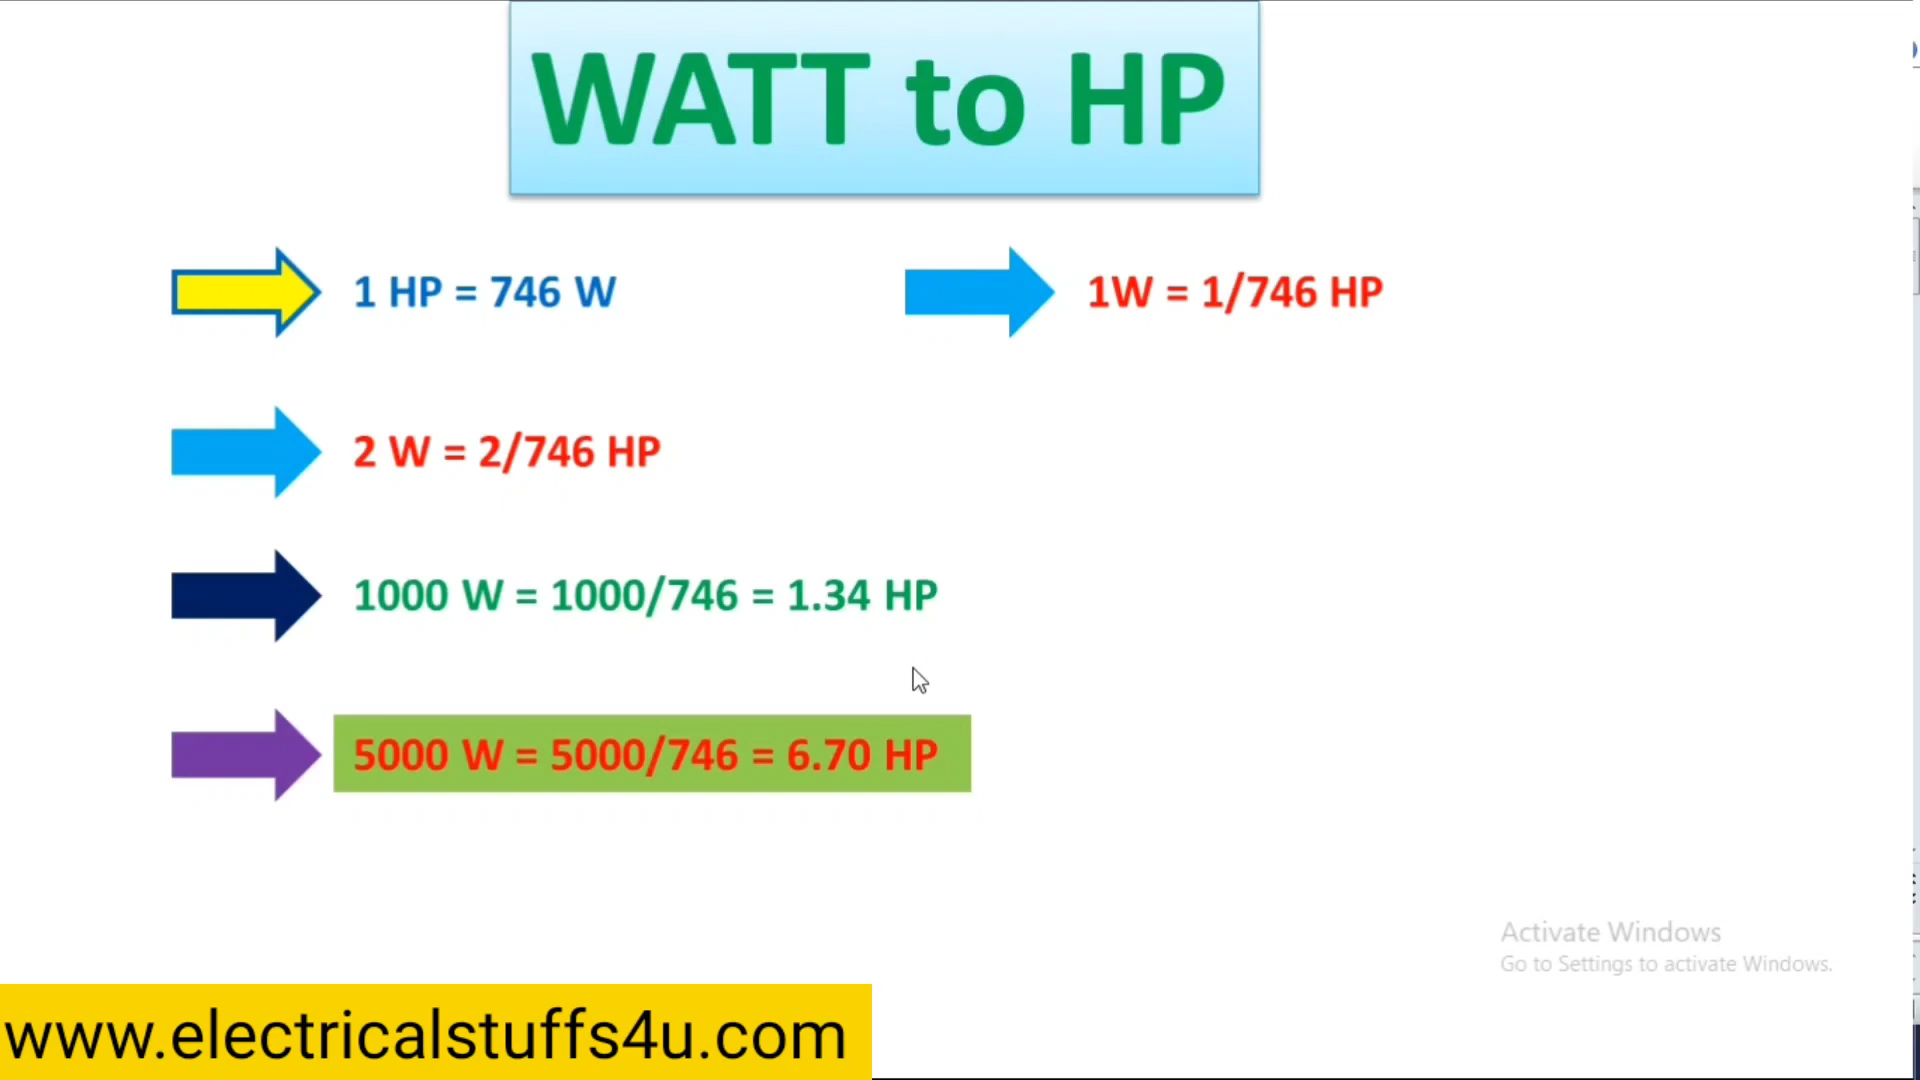 WATT to HP
1 HP = 746 W
1W = 1/746 HP
2 W = 2/746 HP
1000 W = 1000/746 = 1.34 HP
5000 W = 5000/746 = 6.70 HP
Activate Windows
Go to Settings to activate Windows.
www.electricalstuffs4u.com